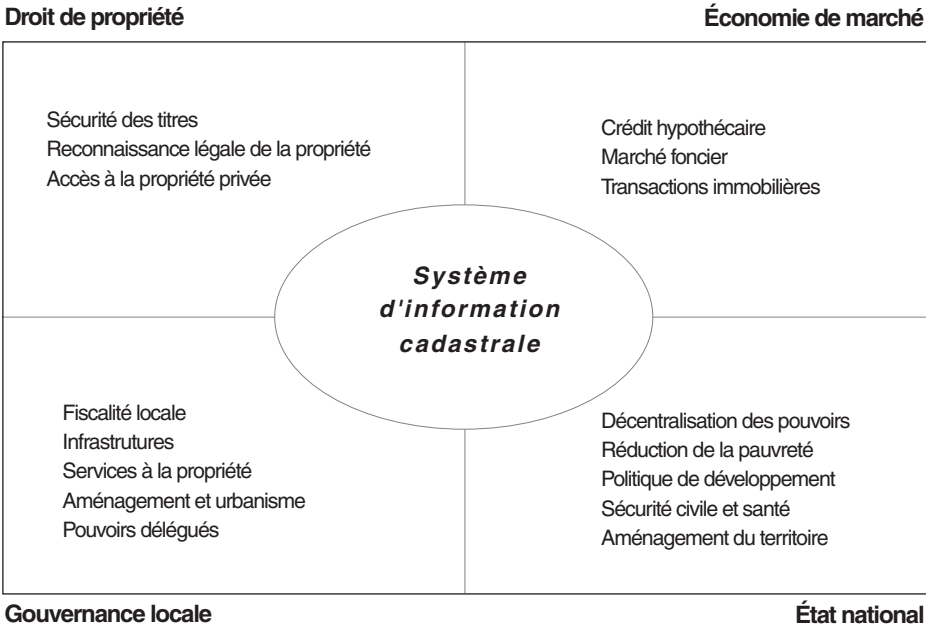 Droit de propriété
Économie de marché
Sécurité des titres
Reconnaissance légale de la propriété
Accès à la propriété privée
Crédit hypothécaire
Marché foncier
Transactions immobilières
Système
d'information
cadastrale
Fiscalité locale
Infrastrutures
Services à la propriété
Aménagement et urbanisme
Pouvoirs délégués
Décentralisation des pouvoirs
Réduction de la pauvreté
Politique de développement
Sécurité civile et santé
Aménagement du territoire
Gouvernance locale
État national